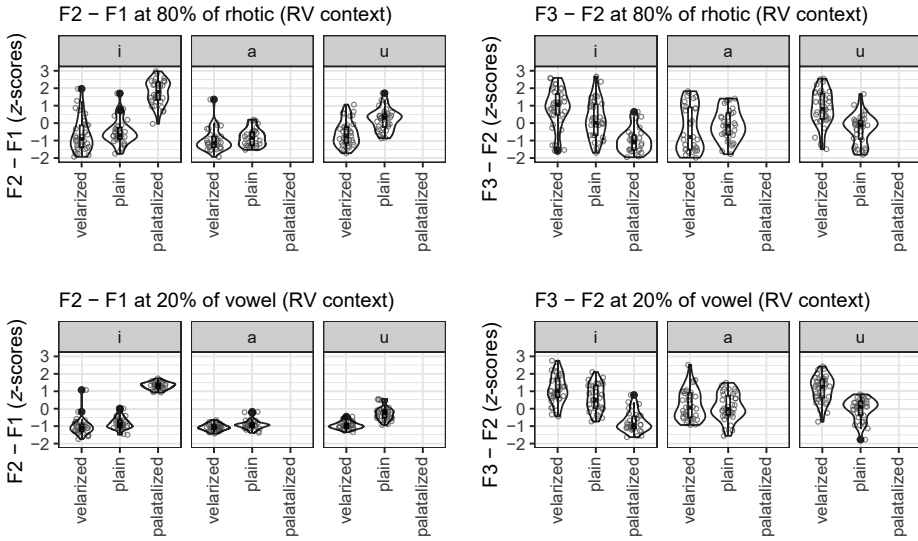 F2 − F1 at 80% of rhotic (RV context)
i a u
F2 − F1 (z-scores)
3
2
1
0
−1
−2
velarized plain palatalized velarized plain palatalized velarized plain palatalized
F3 − F2 at 80% of rhotic (RV context)
i a u
F3 − F2 (z-scores)
3
2
1
0
−1
−2
velarized plain palatalized velarized plain palatalized velarized plain palatalized
F2 − F1 at 20% of vowel (RV context)
i a u
F2 − F1 (z-scores)
3
2
1
0
−1
−2
velarized plain palatalized velarized plain palatalized velarized plain palatalized
F3 − F2 at 20% of vowel (RV context)
i a u
F3 − F2 (z-scores)
3
2
1
0
−1
−2
velarized plain palatalized velarized plain palatalized velarized plain palatalized